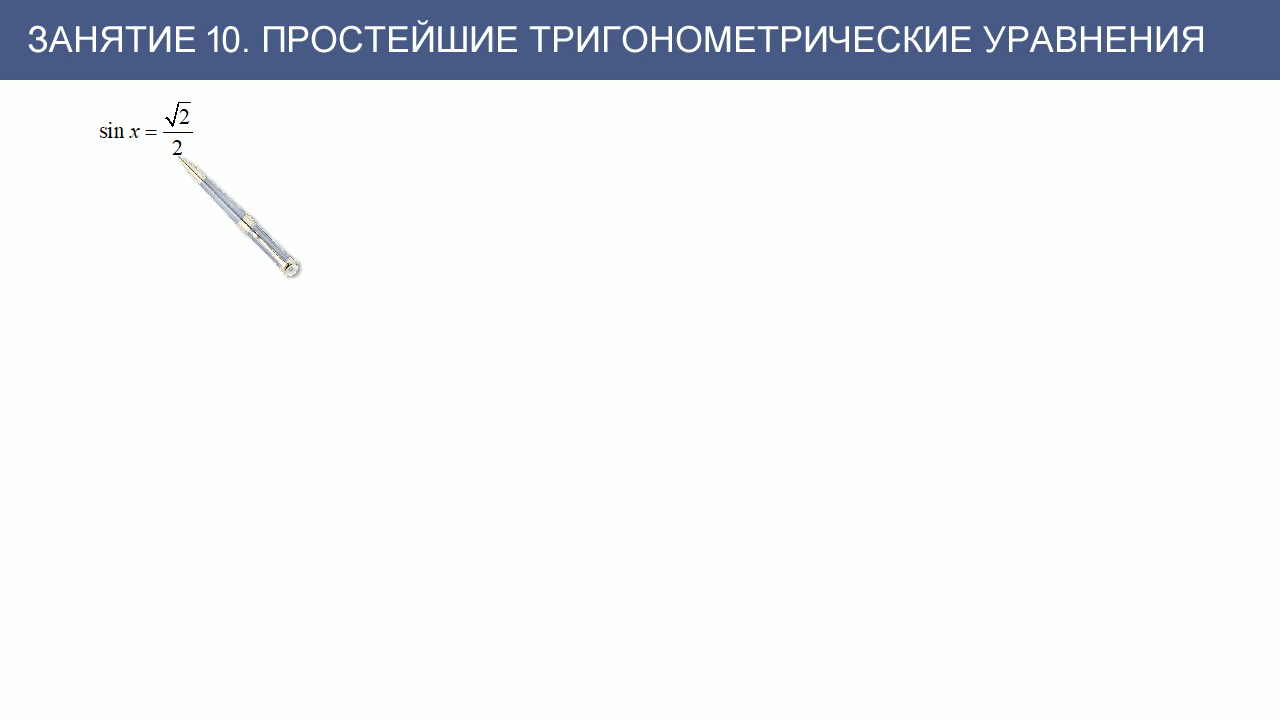 ЗАНЯТИЕ 10. ПРОСТЕЙШИЕ ТРИГОНОМЕТРИЧЕСКИЕ УРАВНЕНИЯ
sin x = √2/2